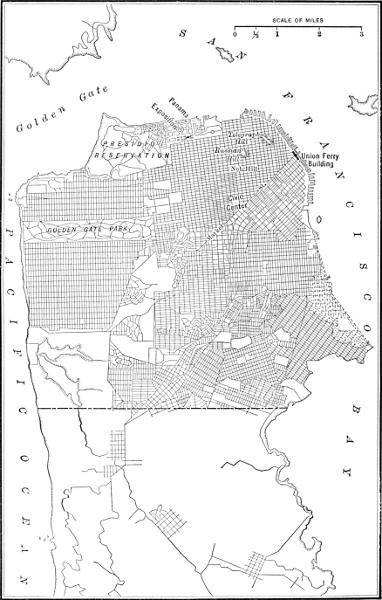 SCALE OF MILES
0 ½ 1 2 3
SAN FRANCISCO BAY
Golden Gate
Panama
Exposition
PRESIDIO
RESERVATION
Telegraph
Hill
Russian
Hill
Nob Hill
Union Ferry
Building
Civic
Center
GOLDEN GATE PARK
PACIFIC OCEAN